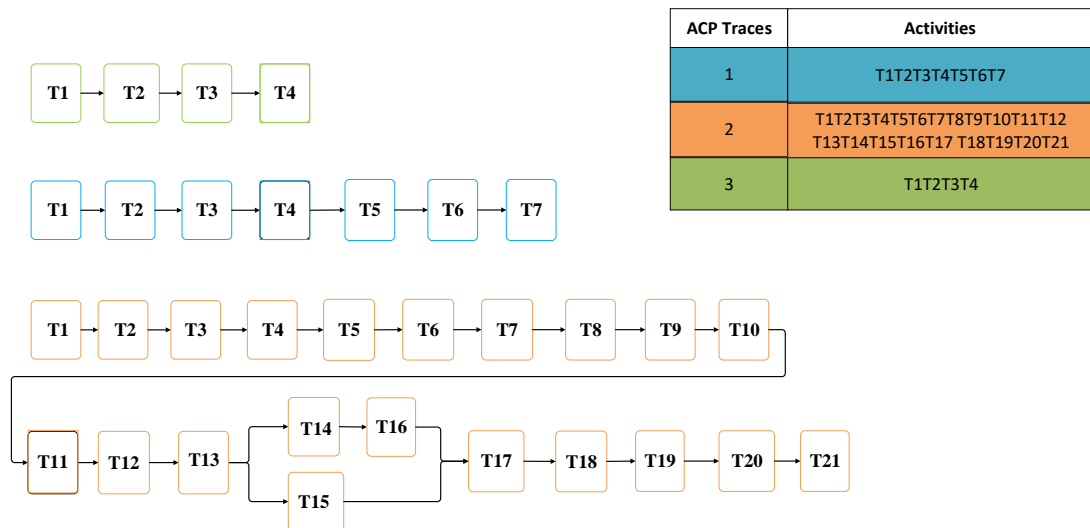 ACP Traces Activities
1 T1T2T3T4T5T6T7
2 T1T2T3T4T5T6T7T8T9T10T11T12
T13T14T15T16T17 T18T19T20T21
3 T1T2T3T4
T1 T2 T3 T4
T1 T2 T3 T4 T5 T6 T7
T1 T2 T3 T4 T5 T6 T7 T8 T9 T10
T14 T16
T11 T12 T13 T17 T18 T19 T20 T21
T15